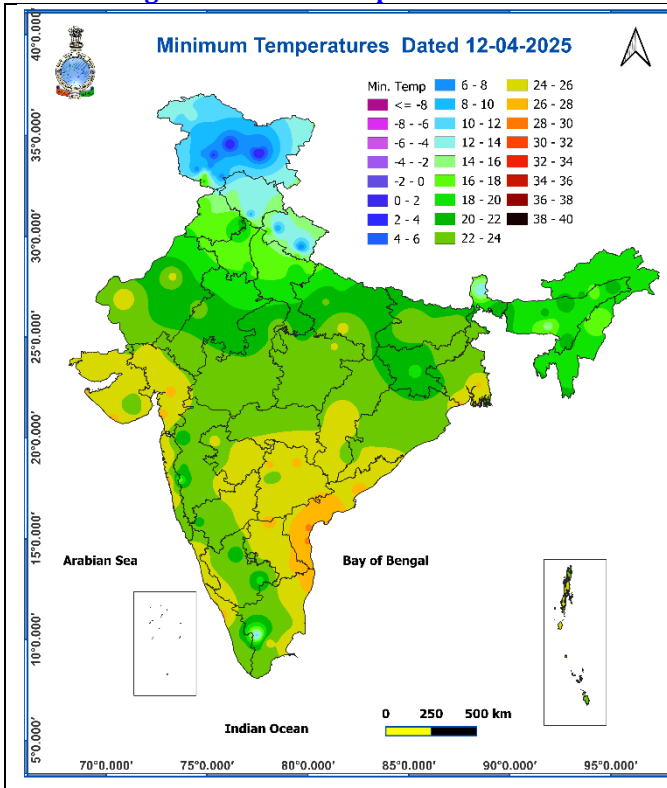 Minimum Temperatures Dated 12-04-2025
Min. Temp
<= -8
-8 - -6
-6 - -4
-4 - -2
-2 - 0
0 - 2
2 - 4
4 - 6
6 - 8
8 - 10
10 - 12
12 - 14
14 - 16
16 - 18
18 - 20
20 - 22
22 - 24
24 - 26
26 - 28
28 - 30
30 - 32
32 - 34
34 - 36
36 - 38
38 - 40
40°0.000'
35°0.000'
30°0.000'
25°0.000'
20°0.000'
15°0.000'
10°0.000'
5°0.000'
Arabian Sea
Bay of Bengal
Indian Ocean
0 250 500 km
70°0.000' 75°0.000' 80°0.000' 85°0.000' 90°0.000' 95°0.000'